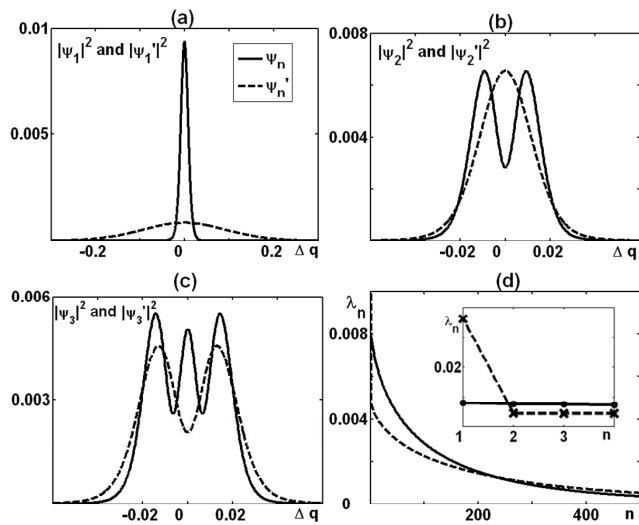 (a)
0.01
|ψ₁|² and |ψ₁'|²
ψₙ
ψₙ'
0.005
-0.2 0 0.2 Δ q
(b)
0.008
|ψ₂|² and |ψ₂'|²
0.004
-0.02 0 0.02 Δ q
(c)
0.006
|ψ₃|² and |ψ₃'|²
0.003
-0.02 0 0.02 Δ q
(d)
λₙ
0.008
0.004
0
200 400 n
λₙ
0.02
1 2 3 n